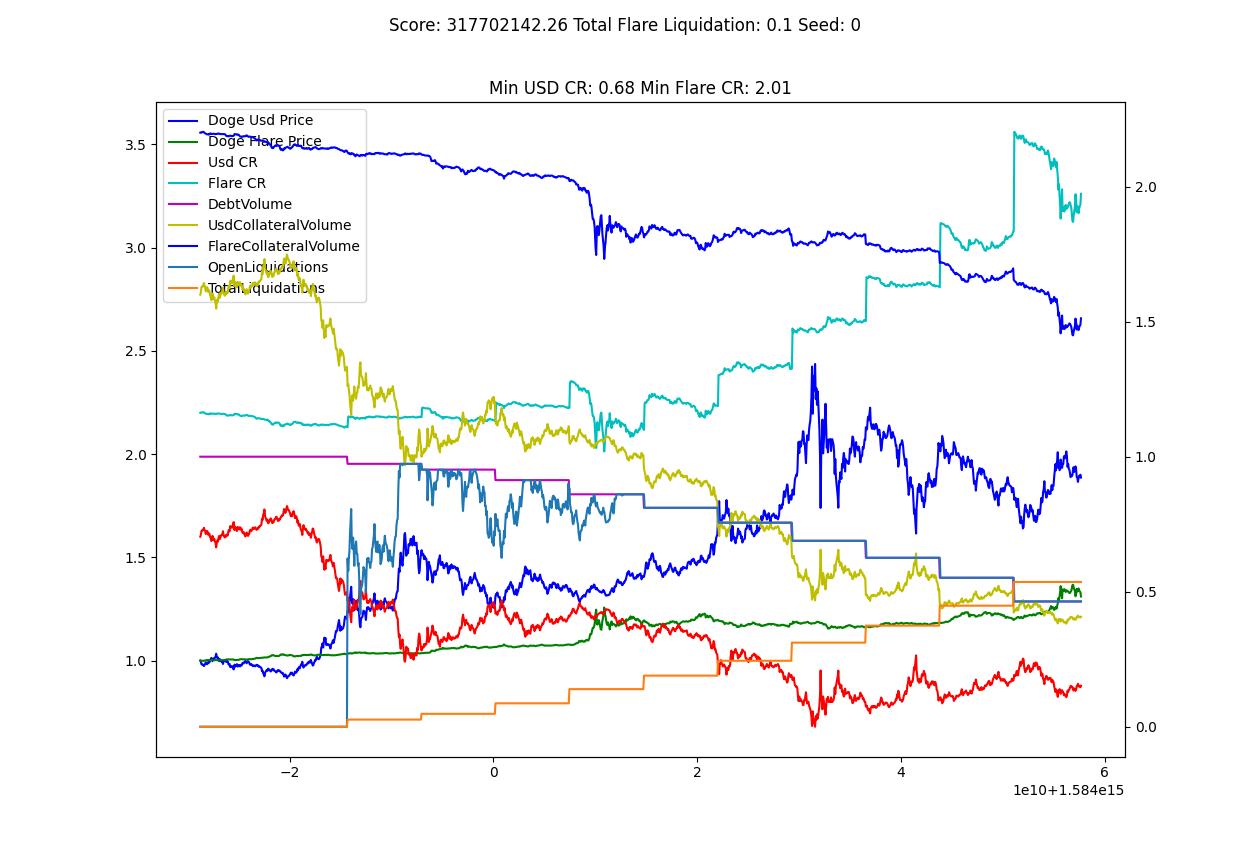 Score: 317702142.26 Total Flare Liquidation: 0.1 Seed: 0
Min USD CR: 0.68 Min Flare CR: 2.01
Doge Usd Price
Doge Flare Price
Usd CR
Flare CR
DebtVolume
UsdCollateralVolume
FlareCollateralVolume
OpenLiquidations
TotalLiquidations
3.5
3.0
2.5
2.0
1.5
1.0
2.0
1.5
1.0
0.5
0.0
−2
0
2
4
6
1e10+1.584e15